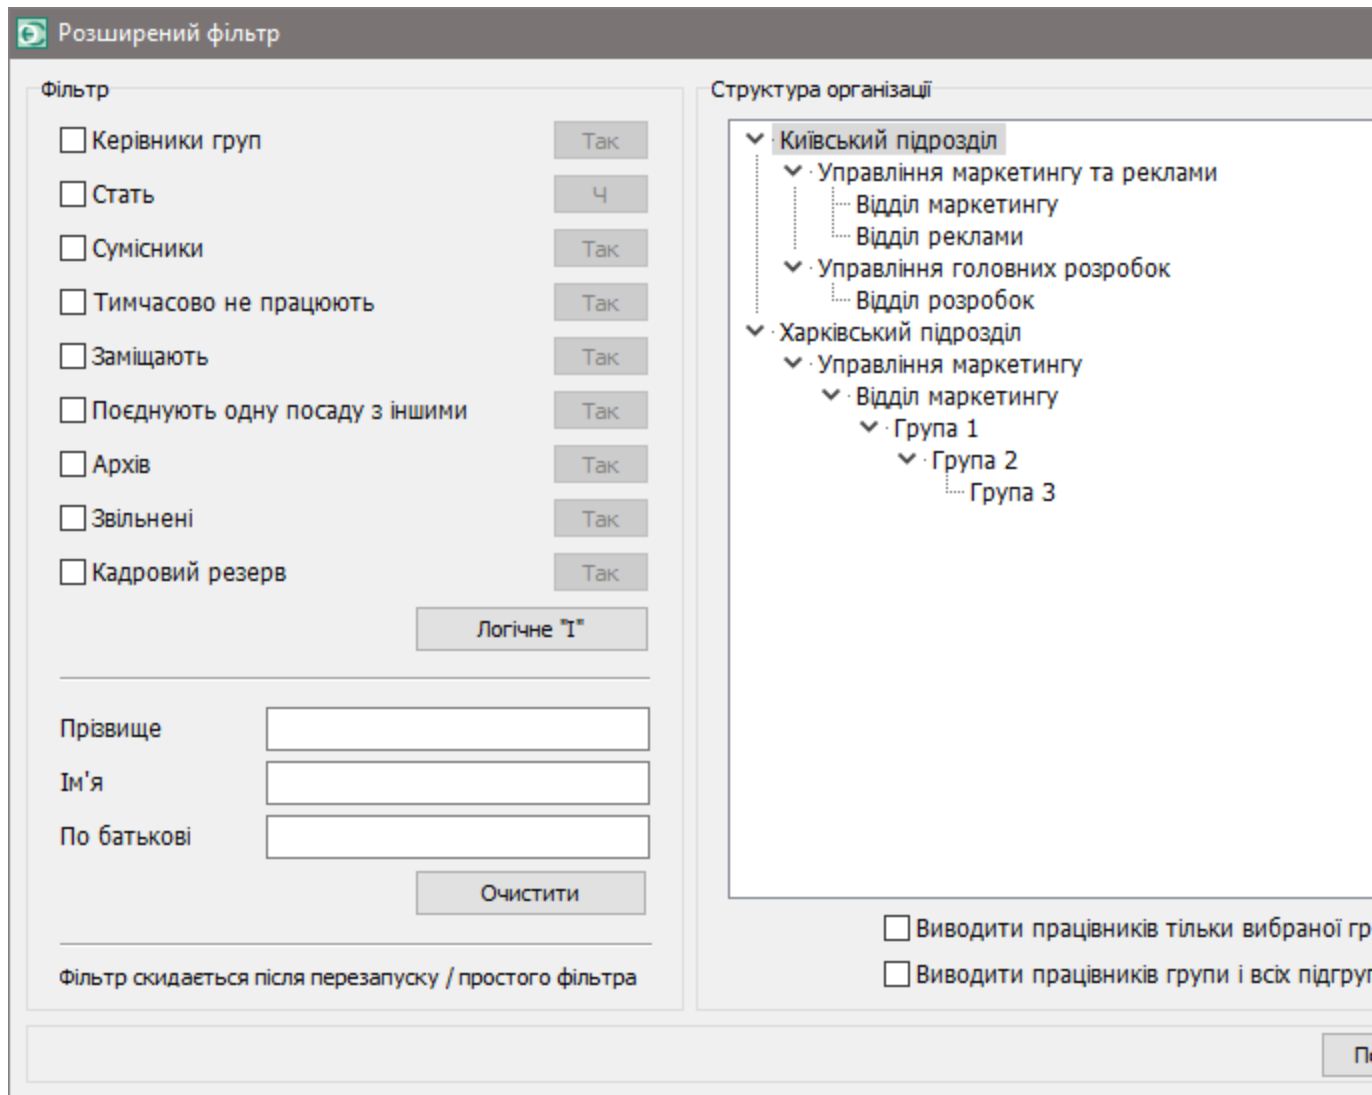 Розширений фільтр
Фільтр
Керівники груп
Так
Стать
Ч
Сумісники
Так
Тимчасово не працюють
Так
Заміщають
Так
Поєднують одну посаду з іншими
Так
Архів
Так
Звільнені
Так
Кадровий резерв
Так
Логічне "І"
Прізвище
Ім'я
По батькові
Очистити
Фільтр скидається після перезапуску / простого фільтра
Структура організації
Київський підрозділ
Управління маркетингу та реклами
Відділ маркетингу
Відділ реклами
Управління головних розробок
Відділ розробок
Харківський підрозділ
Управління маркетингу
Відділ маркетингу
Група 1
Група 2
Група 3
Виводити працівників тільки вибраної
Виводити працівників групи і всіх